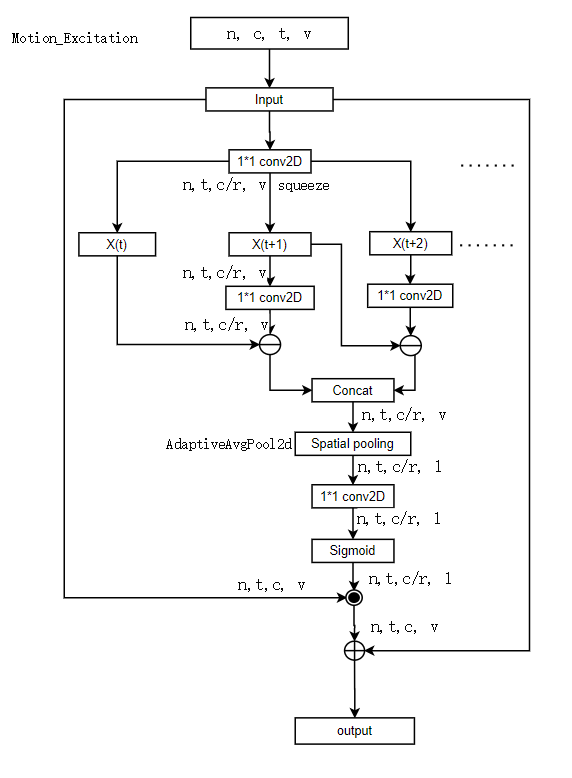 n, c, t, v
Motion_Excitation
Input
1*1 conv2D
.......
n,t,c/r, v squeeze
X(t)
X(t+1)
X(t+2)
.......
n,t,c/r, v
1*1 conv2D
1*1 conv2D
n,t,c/r, v
Concat
n,t,c/r, v
AdaptiveAvgPool2d
Spatial pooling
n,t,c/r, 1
1*1 conv2D
n,t,c/r, 1
Sigmoid
n,t,c/r, 1
n,t,c, v
n,t,c, v
output